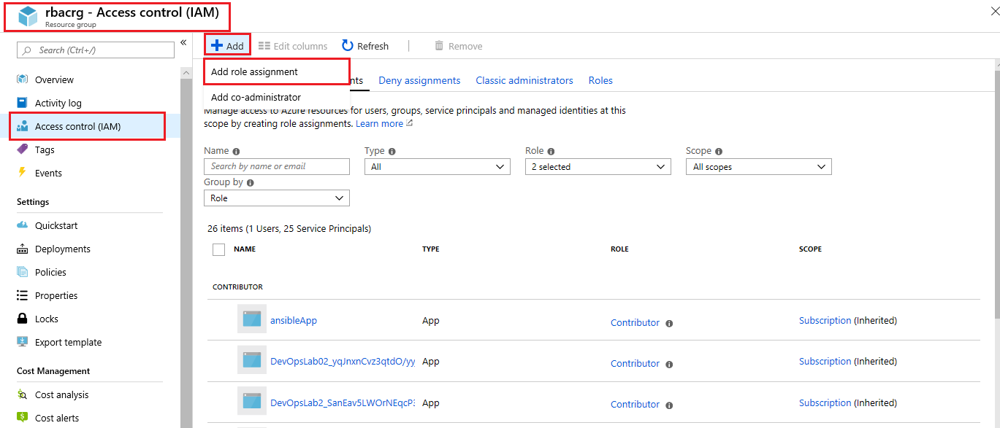 rbacrg - Access control (IAM)
Resource group
Search (Ctrl+/)
Overview
Activity log
Access control (IAM)
Tags
Events
Settings
Quickstart
Deployments
Policies
Properties
Locks
Export template
Cost Management
Cost analysis
Cost alerts
Add
Edit columns
Refresh
Remove
Add role assignment
Add co-administrator
nts
Deny assignments
Classic administrators
Roles
Manage access to Azure resources for users, groups, service principals and managed identities at this
scope by creating role assignments. Learn more
Name
Type
Role
Scope
Search by name or email
All
2 selected
All scopes
Group by
Role
26 items (1 Users, 25 Service Principals)
NAME TYPE ROLE SCOPE
CONTRIBUTOR
ansibleApp App Contributor Subscription (Inherited)
DevOpsLab02_yqJnxnCvz3qtdO/yy App Contributor Subscription (Inherited)
DevOpsLab2_SanEav5LWOrNEqcP App Contributor Subscription (Inherited)